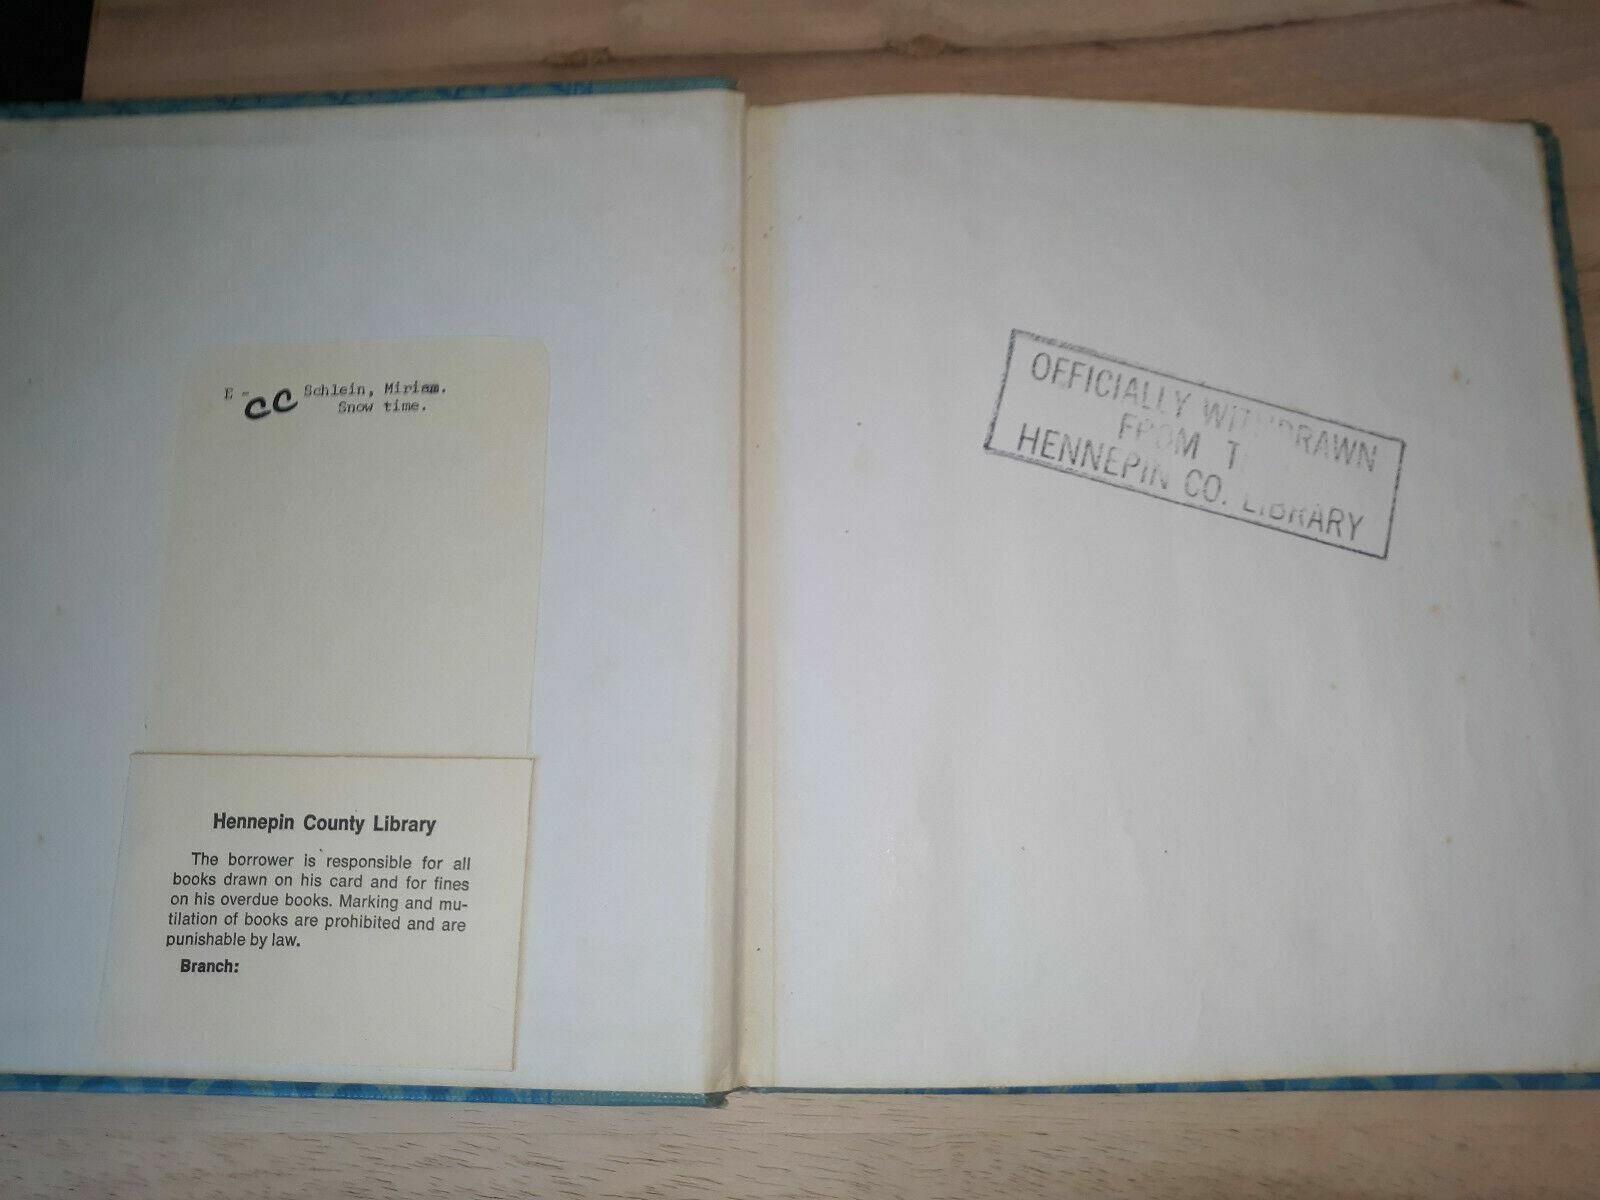 E - CC Schlein, Miriam.
Snow time.
Hennepin County Library
The borrower is responsible for all
books drawn on his card and for fines
on his overdue books. Marking and mu-
tilation of books are prohibited and are
punishable by law.
Branch:
OFFICIALLY WITHDRAWN
FROM
HENNEPIN CO. LIBRARY